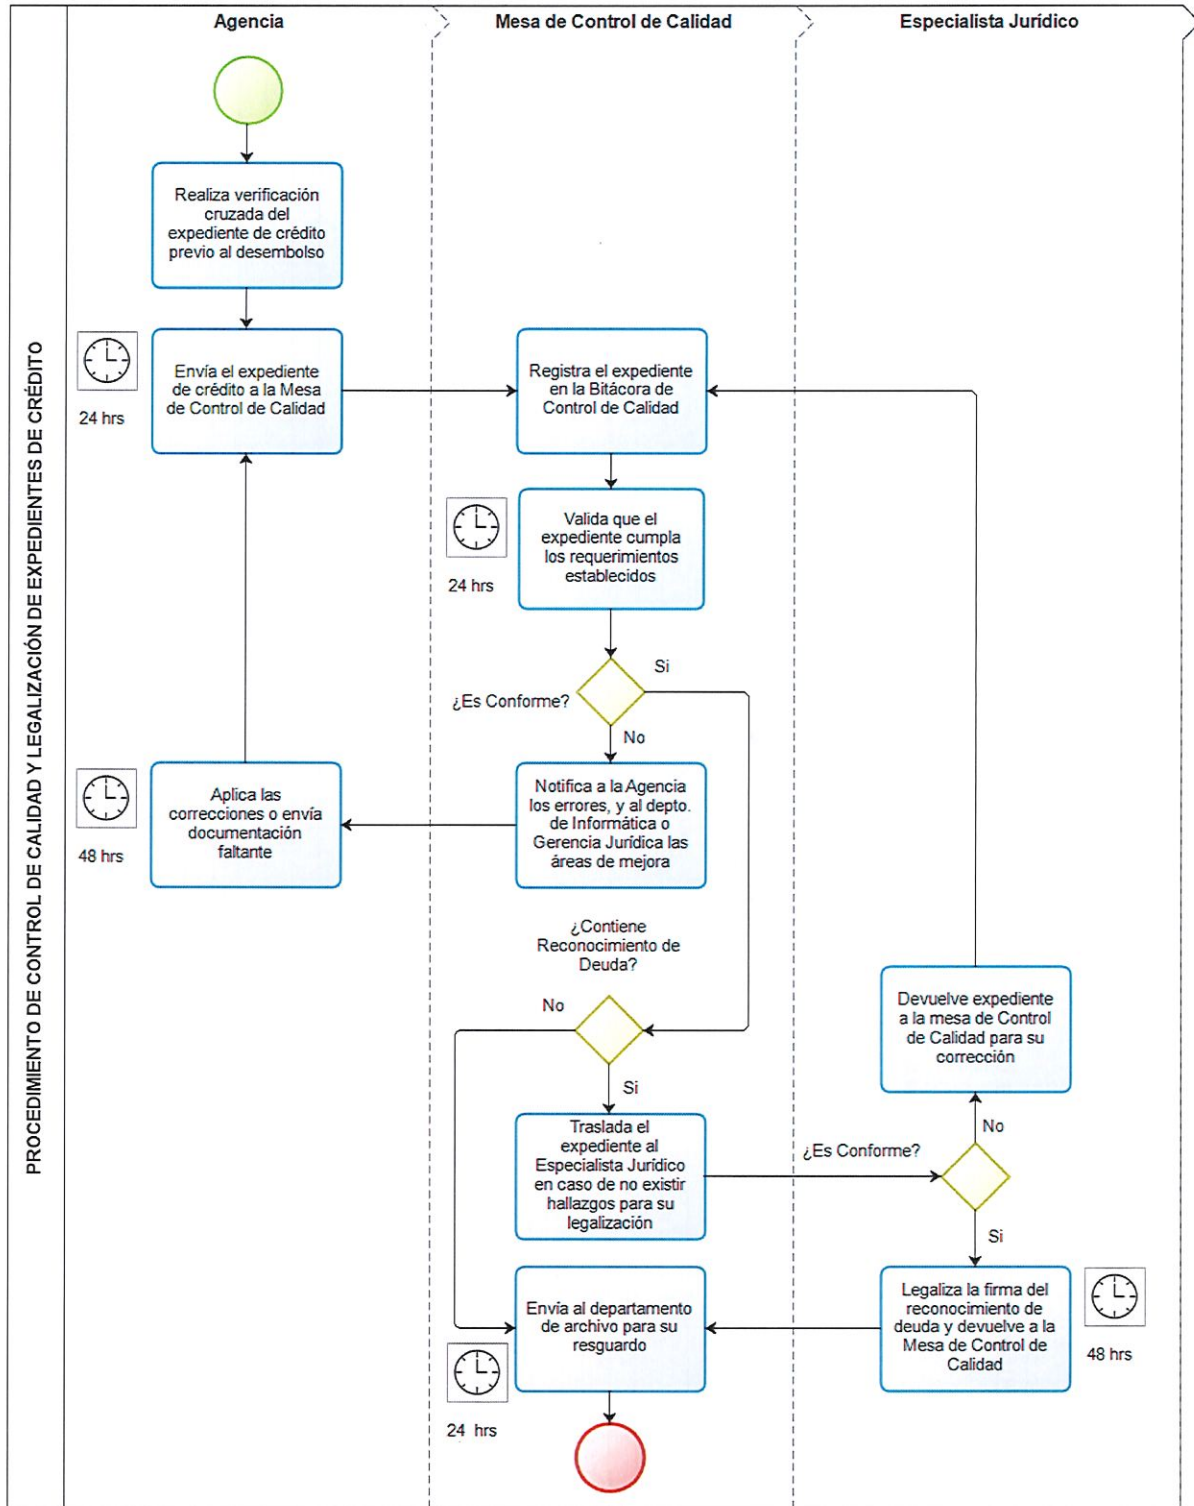 PROCEDIMIENTO DE CONTROL DE CALIDAD Y LEGALIZACIÓN DE EXPEDIENTES DE CRÉDITO
Agencia
Mesa de Control de Calidad
Especialista Jurídico
Realiza verificación
cruzada del
expediente de crédito
previo al desembolso
Envía el expediente
de crédito a la Mesa
de Control de Calidad
24 hrs
Registra el expediente
en la Bitácora de
Control de Calidad
Valida que el
expediente cumpla
los requerimientos
establecidos
24 hrs
¿Es Conforme?
Si
No
Notifica a la Agencia
los errores, y al depto.
de Informática o
Gerencia Jurídica las
áreas de mejora
Aplica las
correcciones o envía
documentación
faltante
48 hrs
¿Contiene
Reconocimiento de
Deuda?
No
Si
Traslada el
expediente al
Especialista Jurídico
en caso de no existir
hallazgos para su
legalización
¿Es Conforme?
No
Devuelve expediente
a la mesa de Control
de Calidad para su
corrección
Si
Legaliza la firma del
reconocimiento de
deuda y devuelve a la
Mesa de Control de
Calidad
48 hrs
Envía al departamento
de archivo para su
resguardo
24 hrs